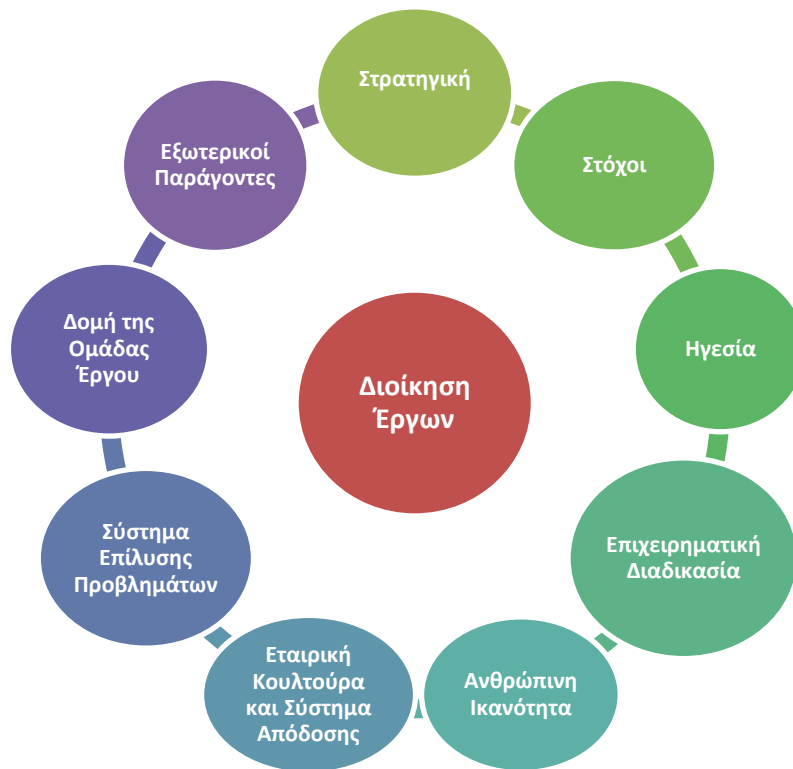 Στρατηγική
Στόχοι
Ηγεσία
Επιχειρηματική
Διαδικασία
Ανθρώπινη
Ικανότητα
Εταιρική
Κουλτούρα
και Σύστημα
Απόδοσης
Σύστημα
Επίλυσης
Προβλημάτων
Δομή της
Ομάδας
Έργου
Εξωτερικοί
Παράγοντες
Διοίκηση
Έργων